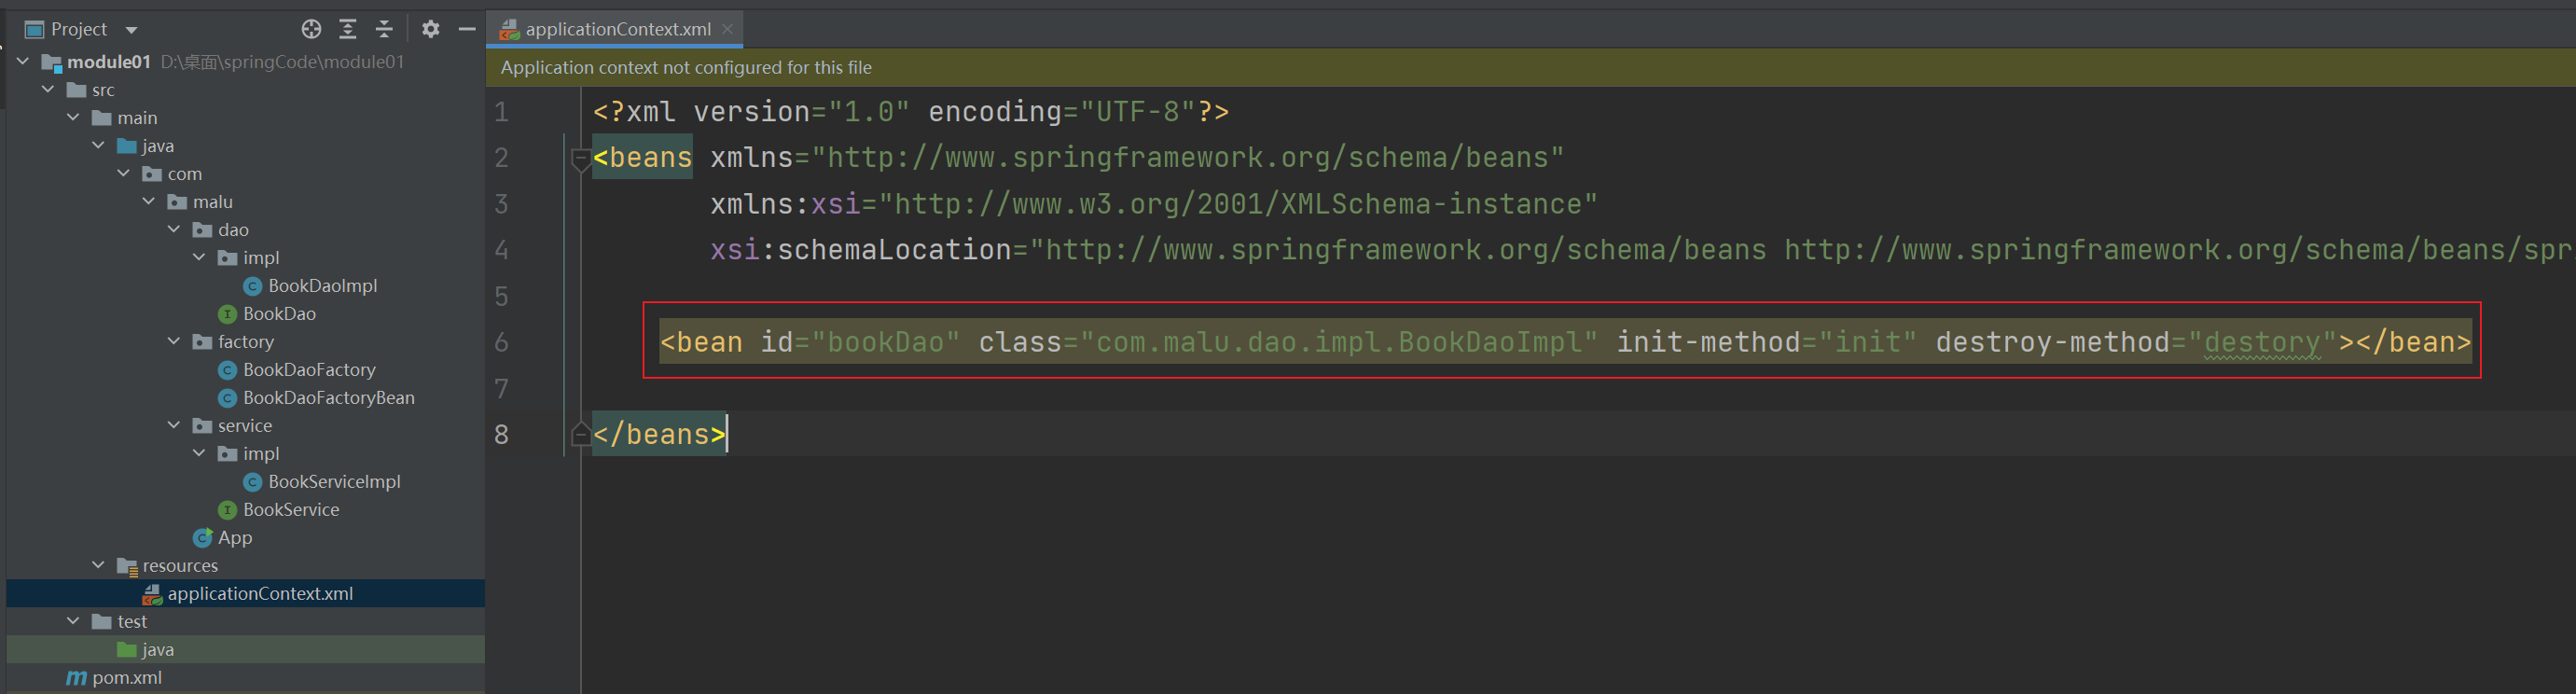 Project
module01 D:\桌面\springCode\module01
src
main
java
com
malu
dao
impl
BookDaoImpl
BookDao
factory
BookDaoFactory
BookDaoFactoryBean
service
impl
BookServiceImpl
BookService
App
resources
applicationContext.xml
test
java
pom.xml
applicationContext.xml
Application context not configured for this file
1 <?xml version="1.0" encoding="UTF-8"?>
2 <beans xmlns="http://www.springframework.org/schema/beans"
3 xmlns:xsi="http://www.w3.org/2001/XMLSchema-instance"
4 xsi:schemaLocation="http://www.springframework.org/schema/beans http://www.springframework.org/schema/beans/spr
5
6 <bean id="bookDao" class="com.malu.dao.impl.BookDaoImpl" init-method="init" destroy-method="destory"></bean>
7
8 </beans>